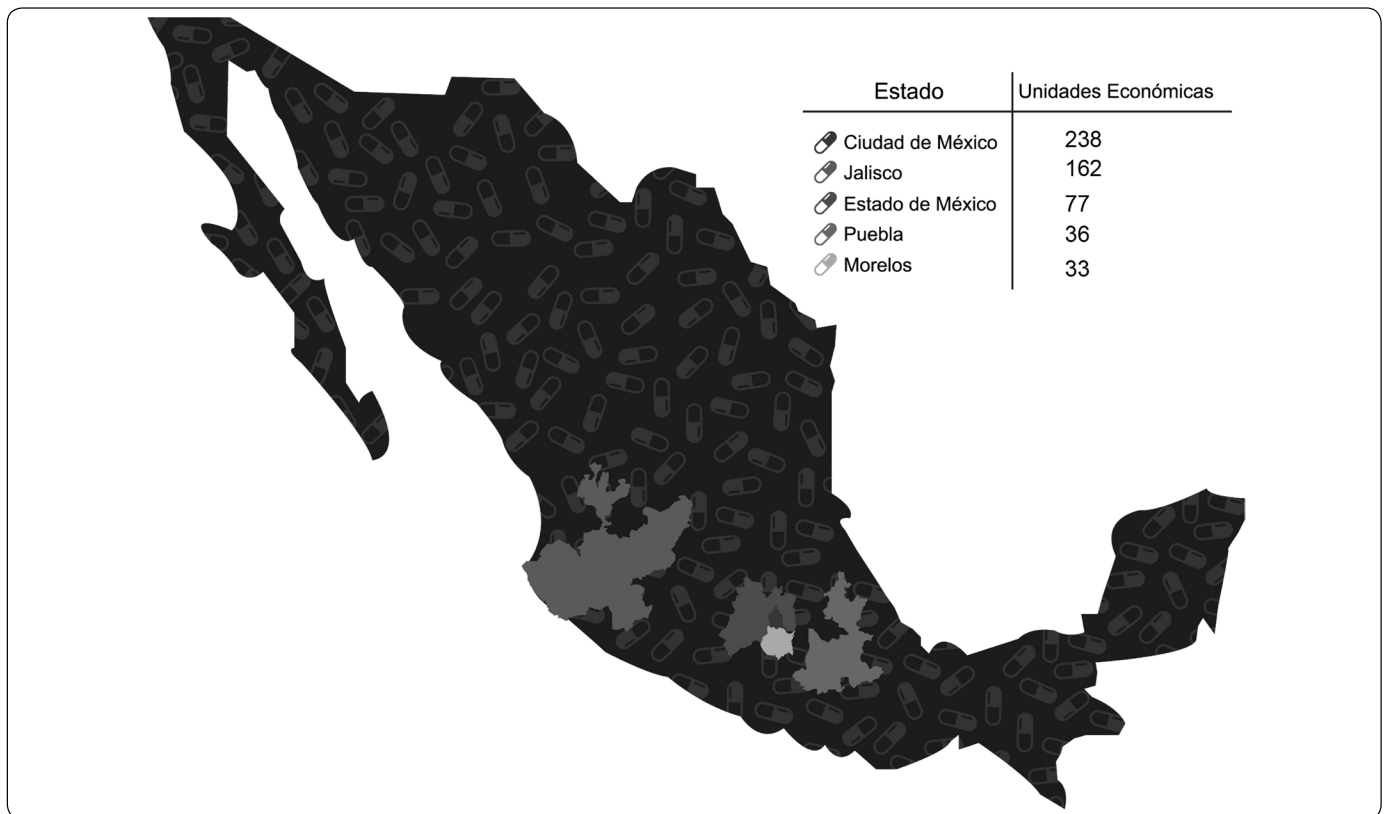 Estado Unidades Económicas
Ciudad de México 238
Jalisco 162
Estado de México 77
Puebla 36
Morelos 33